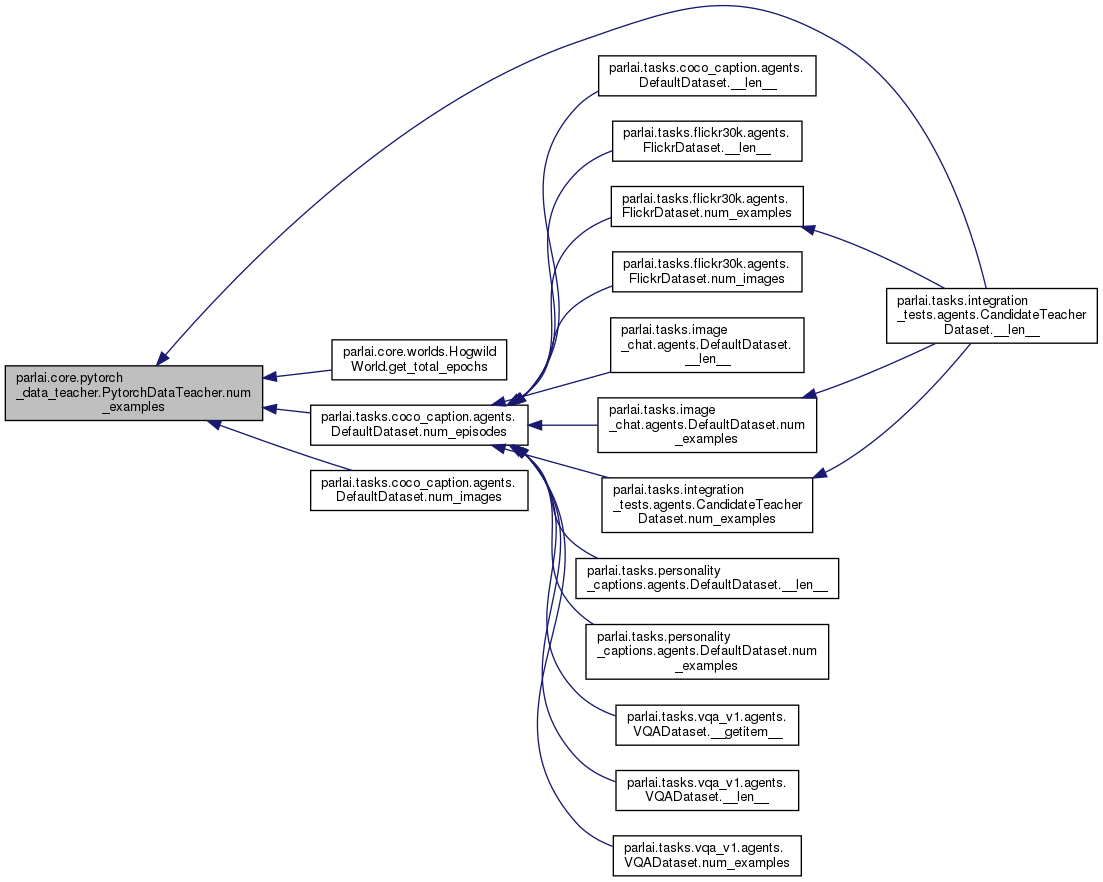 parlai.core.pytorch
_data_teacher.PytorchDataTeacher.num
_examples
parlai.core.worlds.Hogwild
World.get_total_epochs
parlai.tasks.coco_caption.agents.
DefaultDataset.num_episodes
parlai.tasks.coco_caption.agents.
DefaultDataset.num_images
parlai.tasks.coco_caption.agents.
DefaultDataset.__len__
parlai.tasks.flickr30k.agents.
FlickrDataset.__len__
parlai.tasks.flickr30k.agents.
FlickrDataset.num_examples
parlai.tasks.flickr30k.agents.
FlickrDataset.num_images
parlai.tasks.image
_chat.agents.DefaultDataset.
__len__
parlai.tasks.image
_chat.agents.DefaultDataset.num
_examples
parlai.tasks.integration
_tests.agents.CandidateTeacher
Dataset.num_examples
parlai.tasks.personality
_captions.agents.DefaultDataset.__len__
parlai.tasks.personality
_captions.agents.DefaultDataset.num
_examples
parlai.tasks.vqa_v1.agents.
VQADataset.__getitem__
parlai.tasks.vqa_v1.agents.
VQADataset.__len__
parlai.tasks.vqa_v1.agents.
VQADataset.num_examples
parlai.tasks.integration
_tests.agents.CandidateTeacher
Dataset.__len__